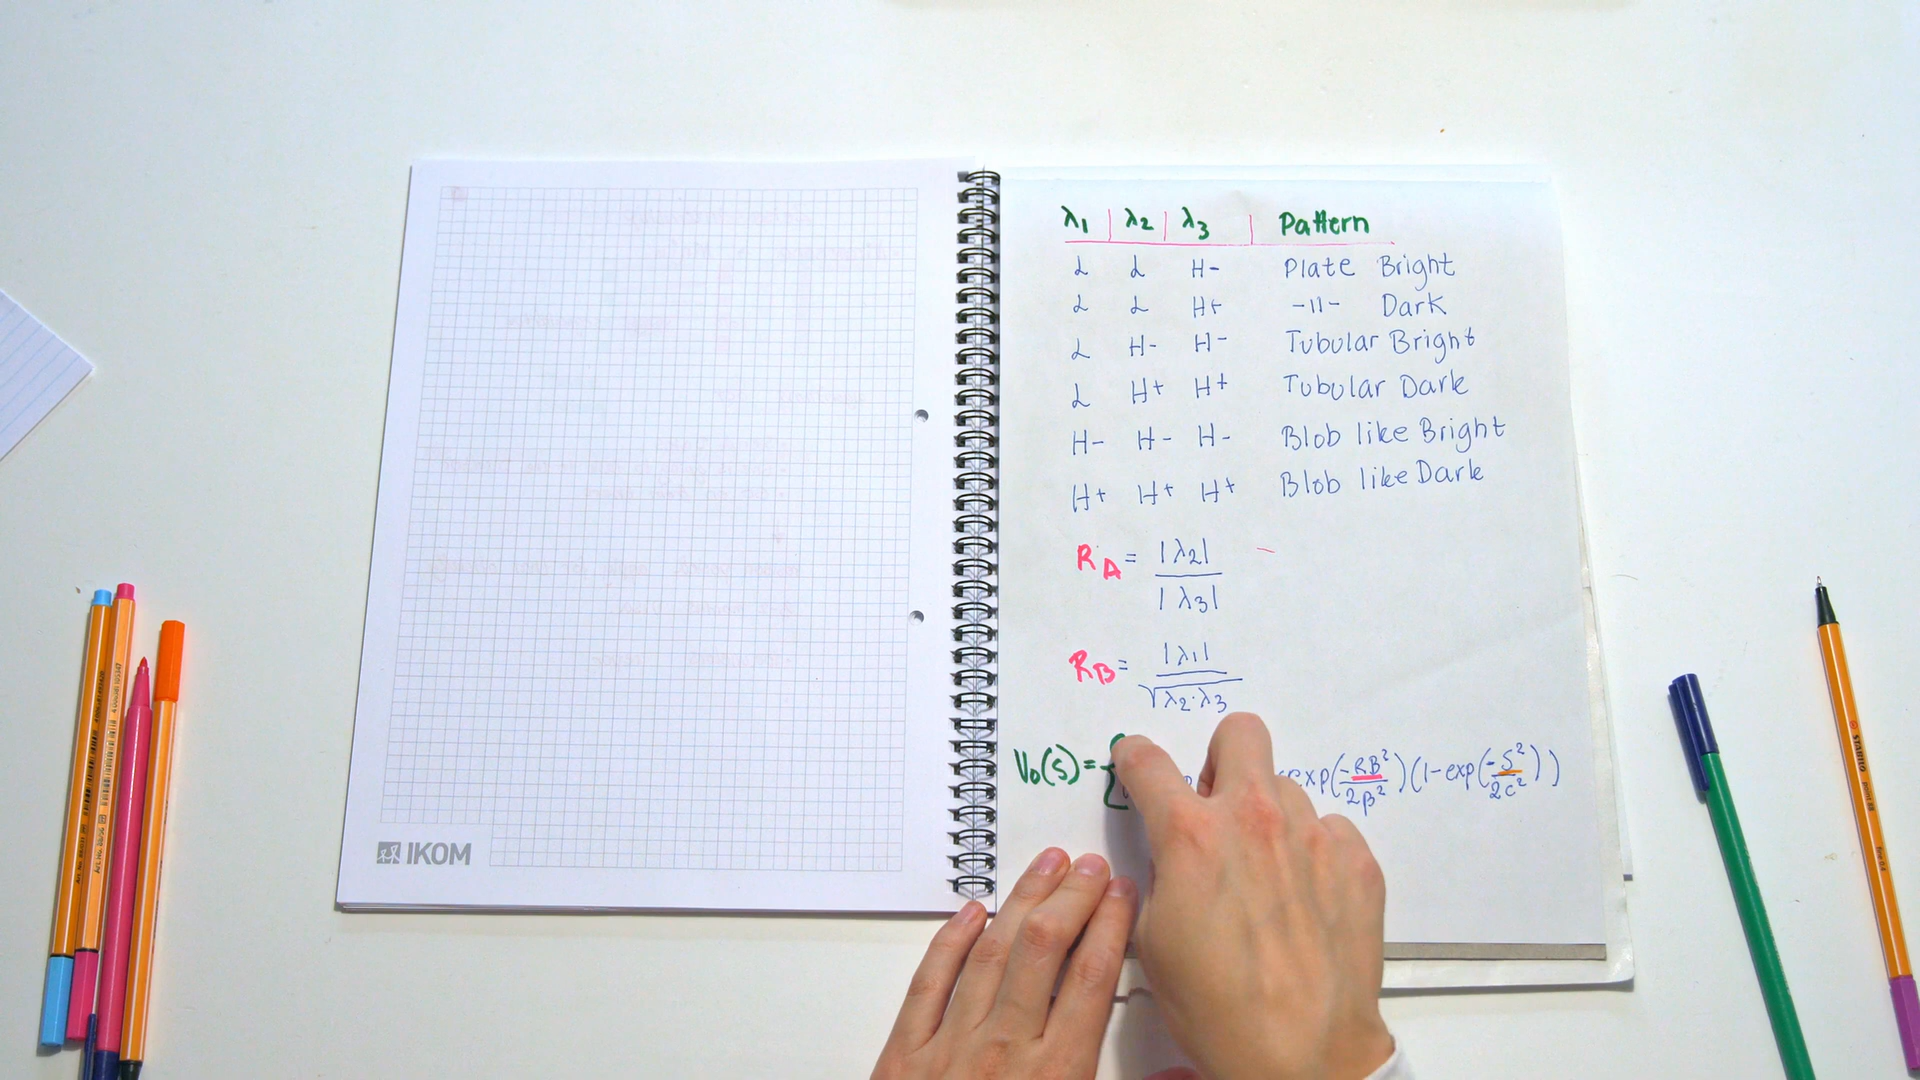 λ1 | λ2 | λ3 | Pattern
L L H- Plate Bright
L L H+ -11- Dark
L H- H- Tubular Bright
L H+ H+ Tubular Dark
H- H- H- Blob like Bright
H+ H+ H+ Blob like Dark
RA = |λ2| / |λ3|
RB = |λ1| / √λ2·λ3
Vo(s) = { exp(-RB²/2β²)(1-exp(-S²/2c²))
IKOM
STABILO